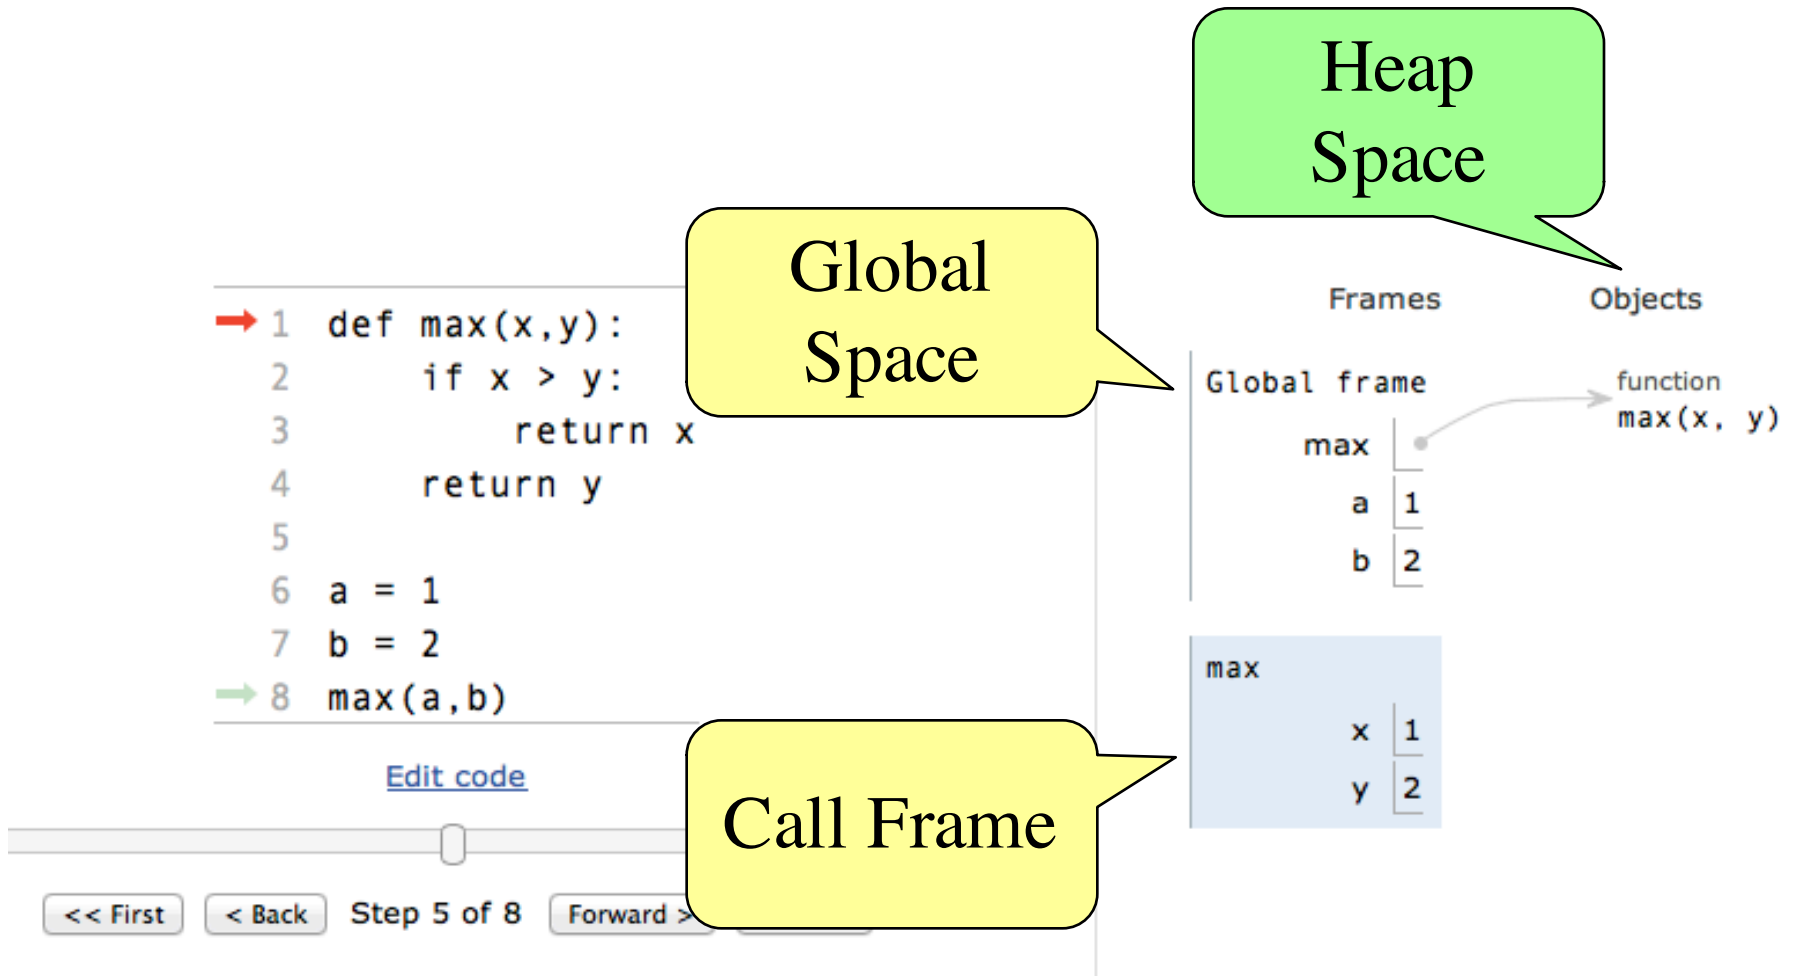 Heap
Space
Global
Space
Frames Objects
1 def max(x,y):
2     if x > y:
3         return x
4     return y
5
6 a = 1
7 b = 2
8 max(a,b)
Edit code
<< First < Back Step 5 of 8 Forward >
Global frame
function
max(x, y)
max
a 1
b 2
max
x 1
y 2
Call Frame